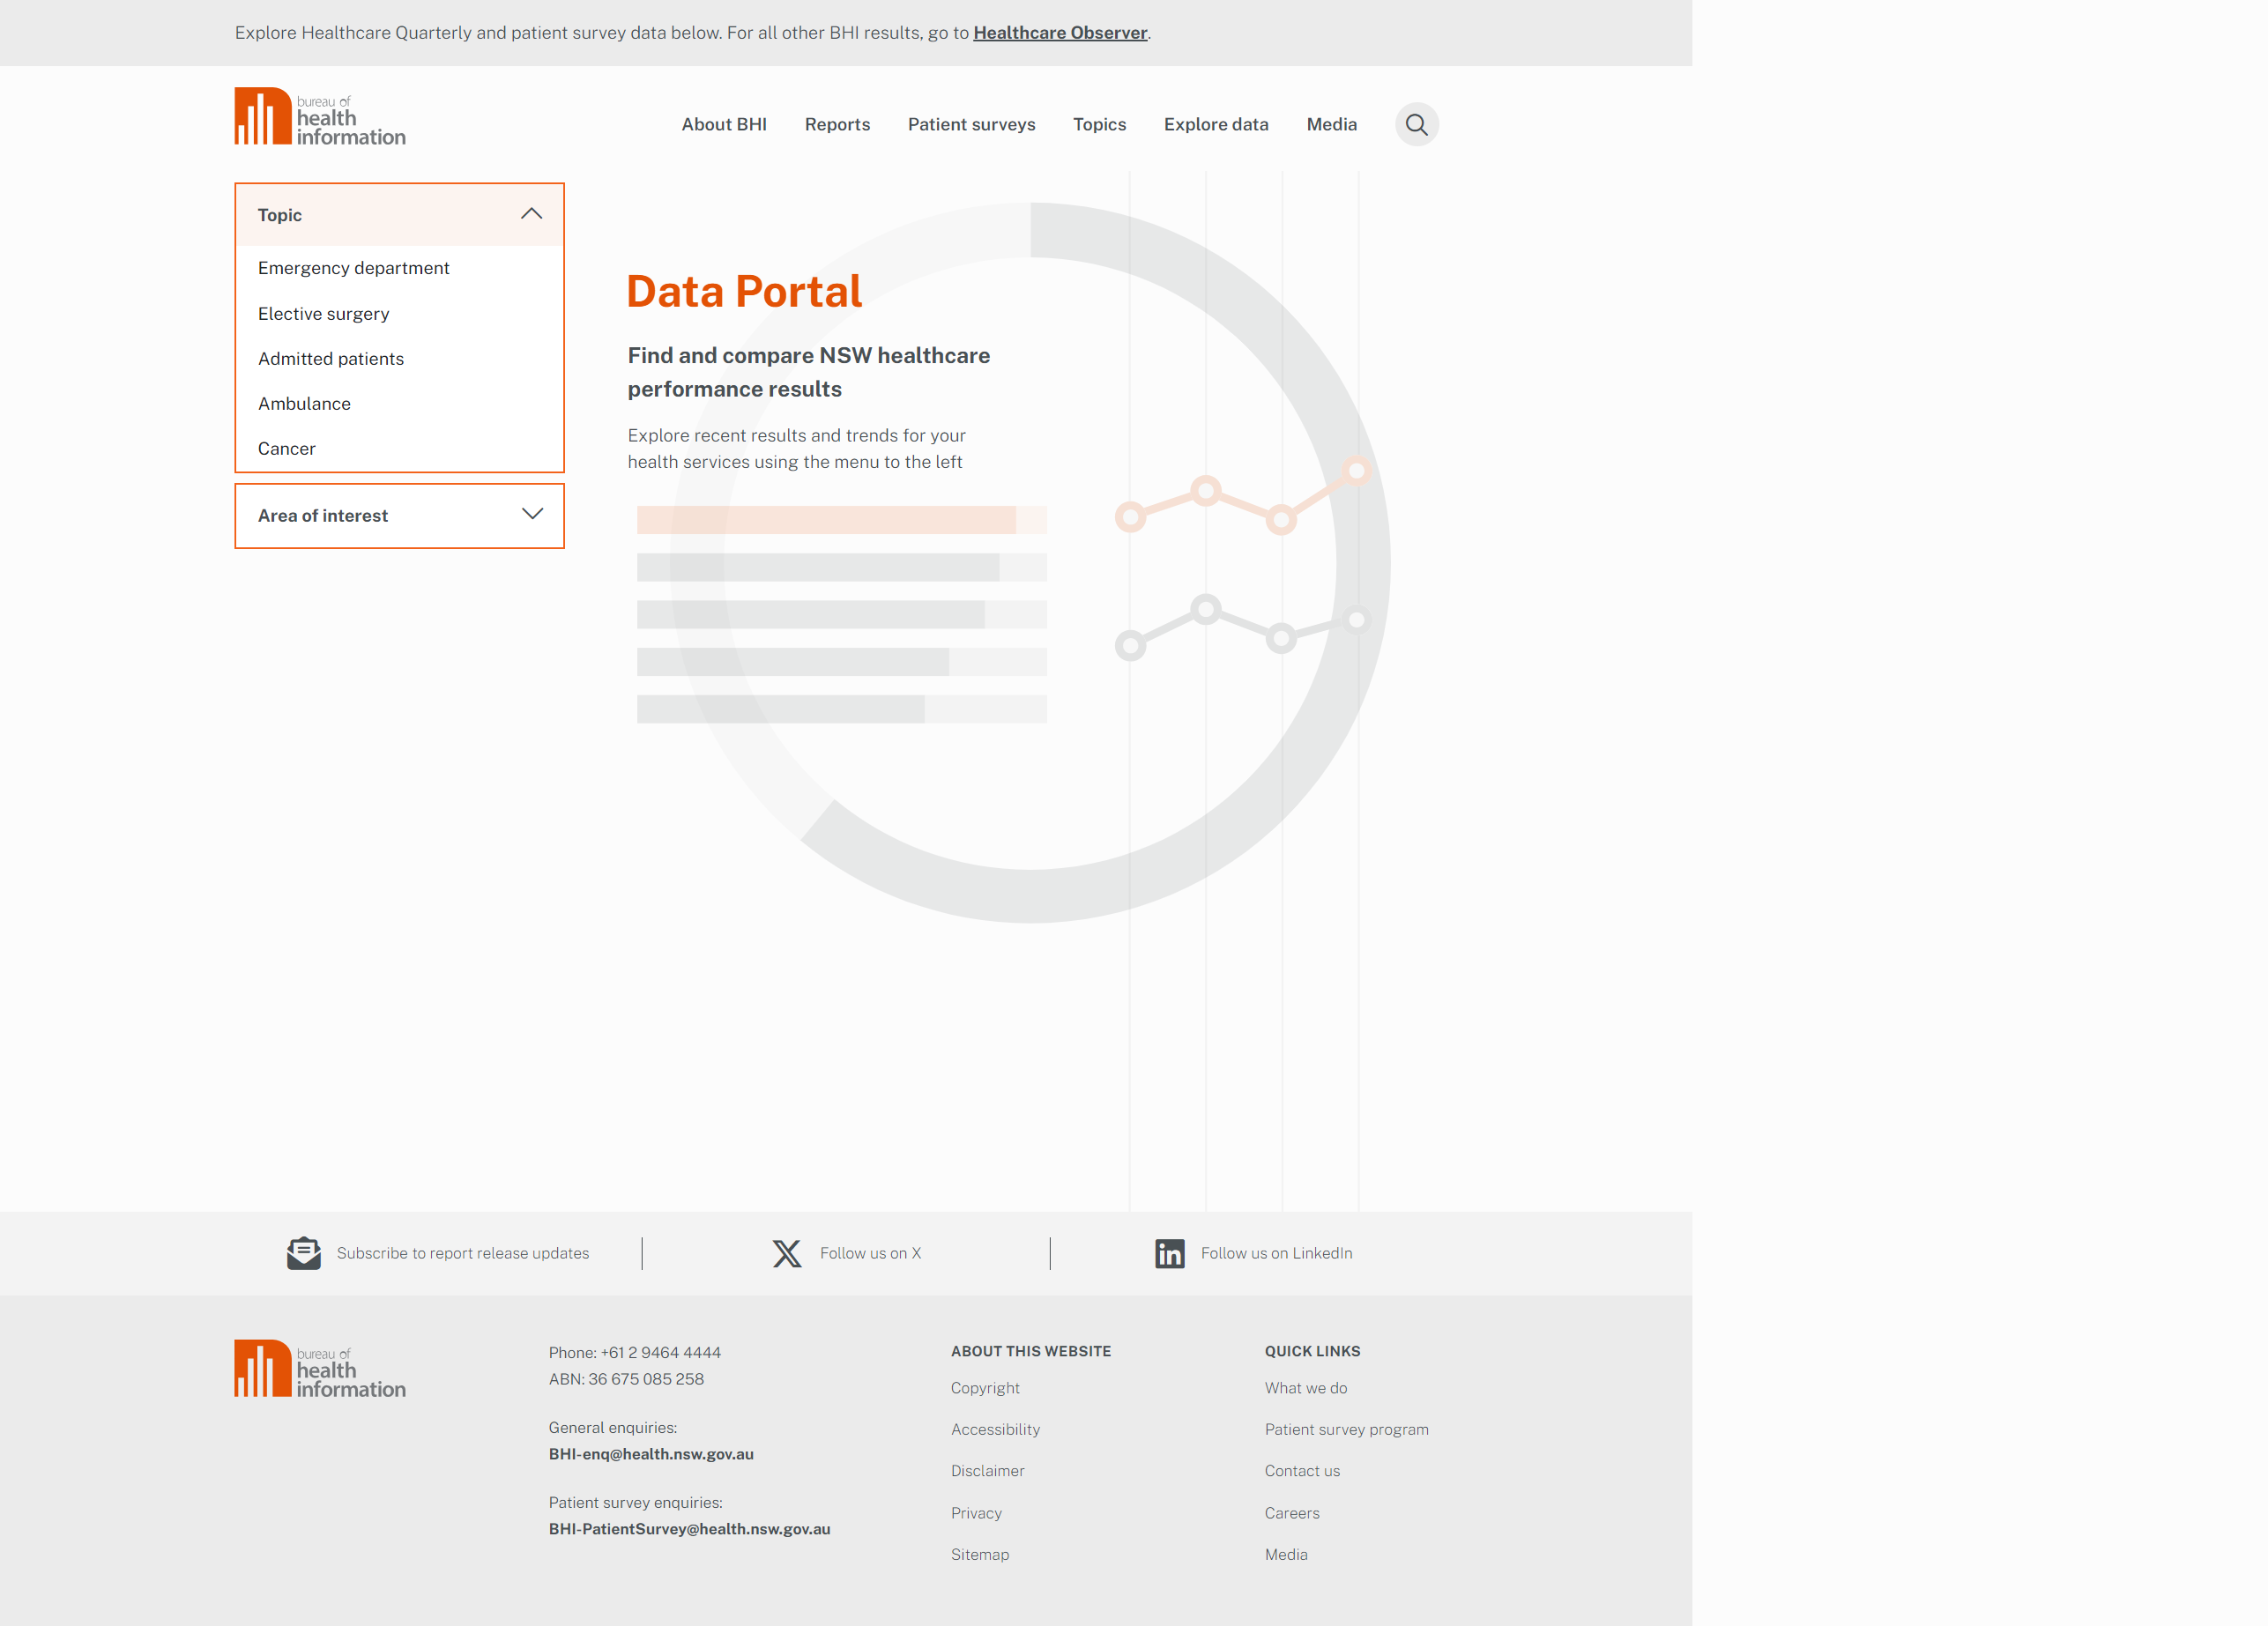 Explore Healthcare Quarterly and patient survey data below. For all other BHI results, go to Healthcare Observer.
bureau of
health
information
About BHI
Reports
Patient surveys
Topics
Explore data
Media
Topic
Emergency department
Elective surgery
Admitted patients
Ambulance
Cancer
Area of interest
Data Portal
Find and compare NSW healthcare
performance results
Explore recent results and trends for your
health services using the menu to the left
Subscribe to report release updates
Follow us on X
Follow us on LinkedIn
bureau of
health
information
Phone: +61 2 9464 4444
ABN: 36 675 085 258
General enquiries:
BHI-enq@health.nsw.gov.au
Patient survey enquiries:
BHI-PatientSurvey@health.nsw.gov.au
ABOUT THIS WEBSITE
Copyright
Accessibility
Disclaimer
Privacy
Sitemap
QUICK LINKS
What we do
Patient survey program
Contact us
Careers
Media